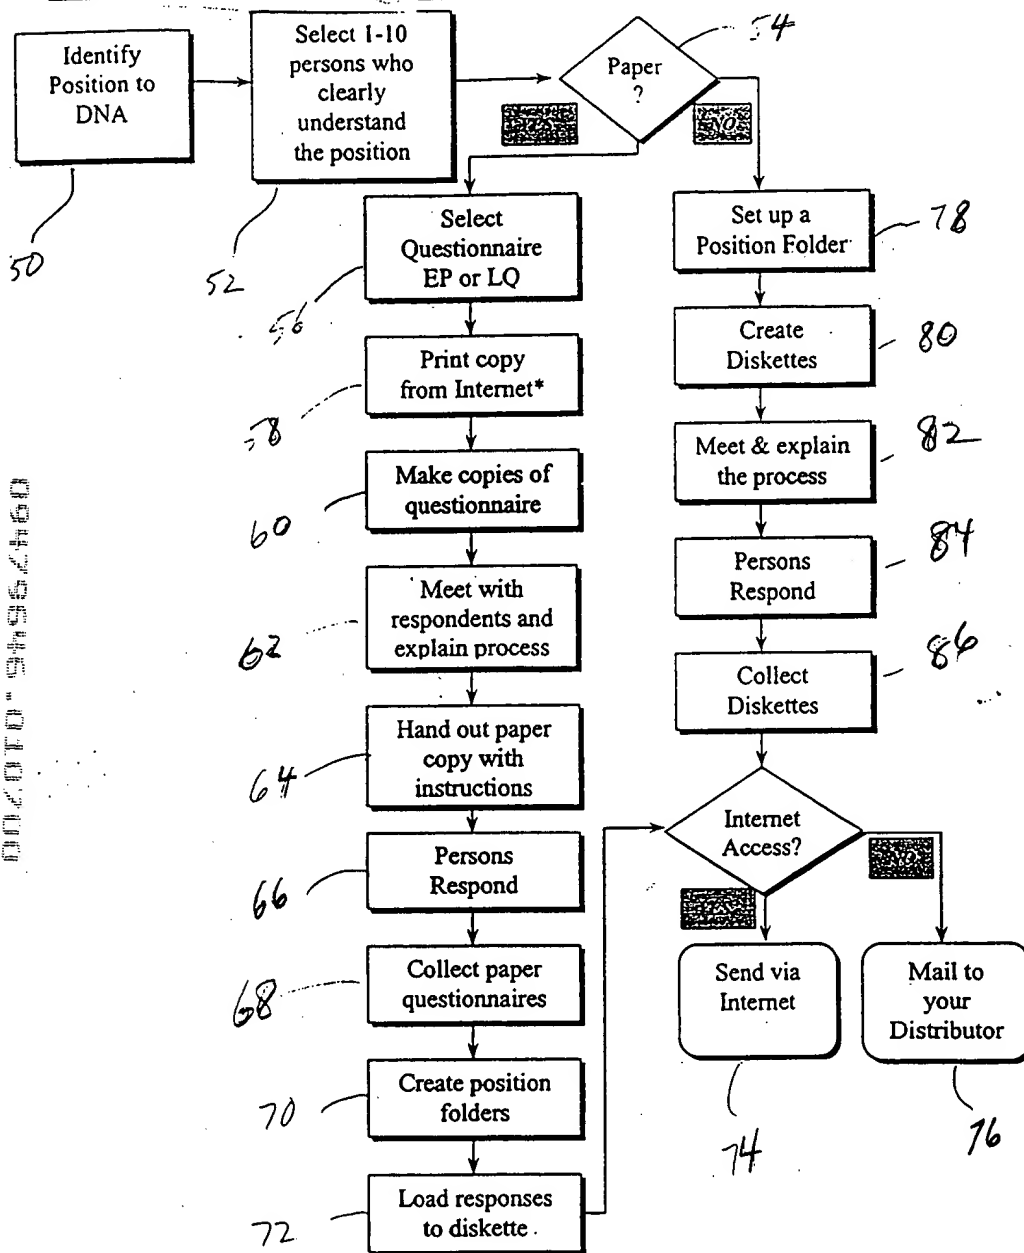 Identify
Position to
DNA
50
Select 1-10
persons who
clearly
understand
the position
52
Paper
?
54
YES
NO
Select
Questionnaire
EP or LQ
56
Print copy
from Internet*
58
Make copies of
questionnaire
60
Meet with
respondents and
explain process
62
Hand out paper
copy with
instructions
64
Persons
Respond
66
Collect paper
questionnaires
68
Create position
folders
70
Load responses
to diskette
72
Set up a
Position Folder
78
Create
Diskettes
80
Meet & explain
the process
82
Persons
Respond
84
Collect
Diskettes
86
Internet
Access?
YES
NO
Send via
Internet
74
Mail to
your
Distributor
76